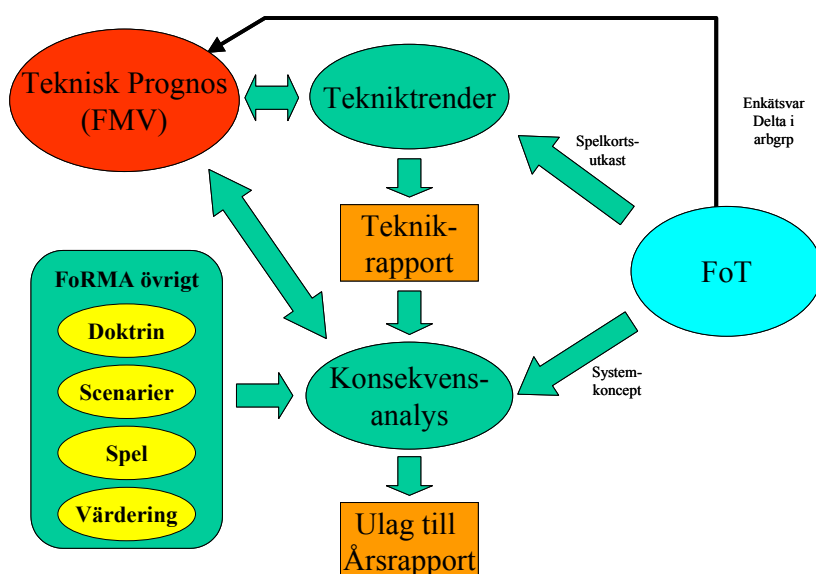 Teknisk Prognos
(FMV)
Tekniktrender
Enkätsvar
Delta i
arbgrp
Spelkorts-
utkast
Teknik-
rapport
FoT
FoRMA övrigt
Doktrin
Scenarier
Spel
Värdering
Konsekvens-
analys
System-
koncept
Ulag till
Årsrapport